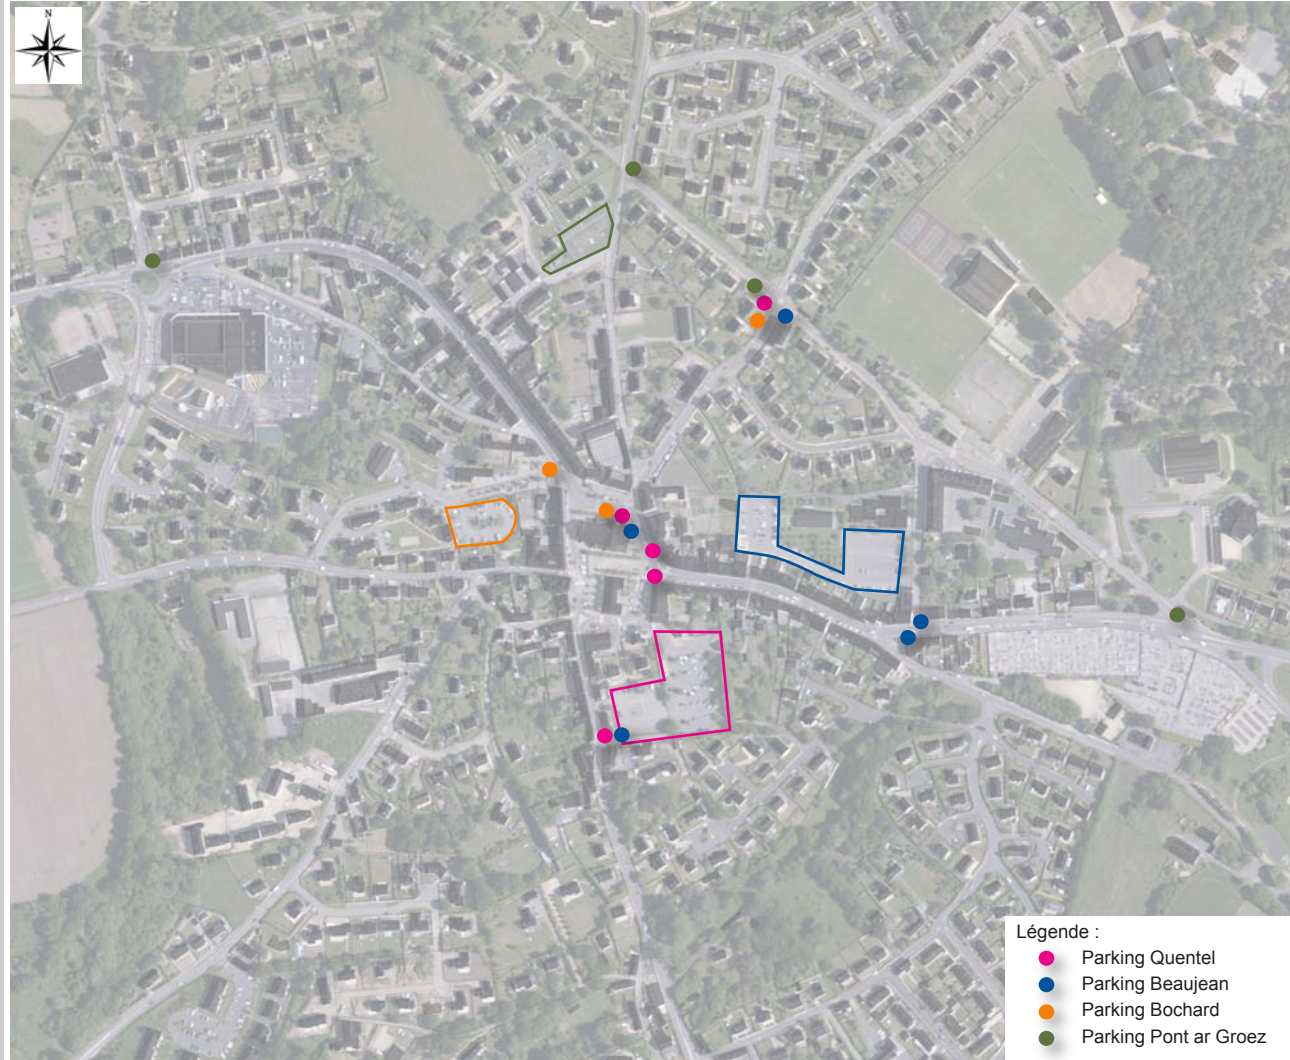 N
Légende :
Parking Quentel
Parking Beaujean
Parking Bochard
Parking Pont ar Groez